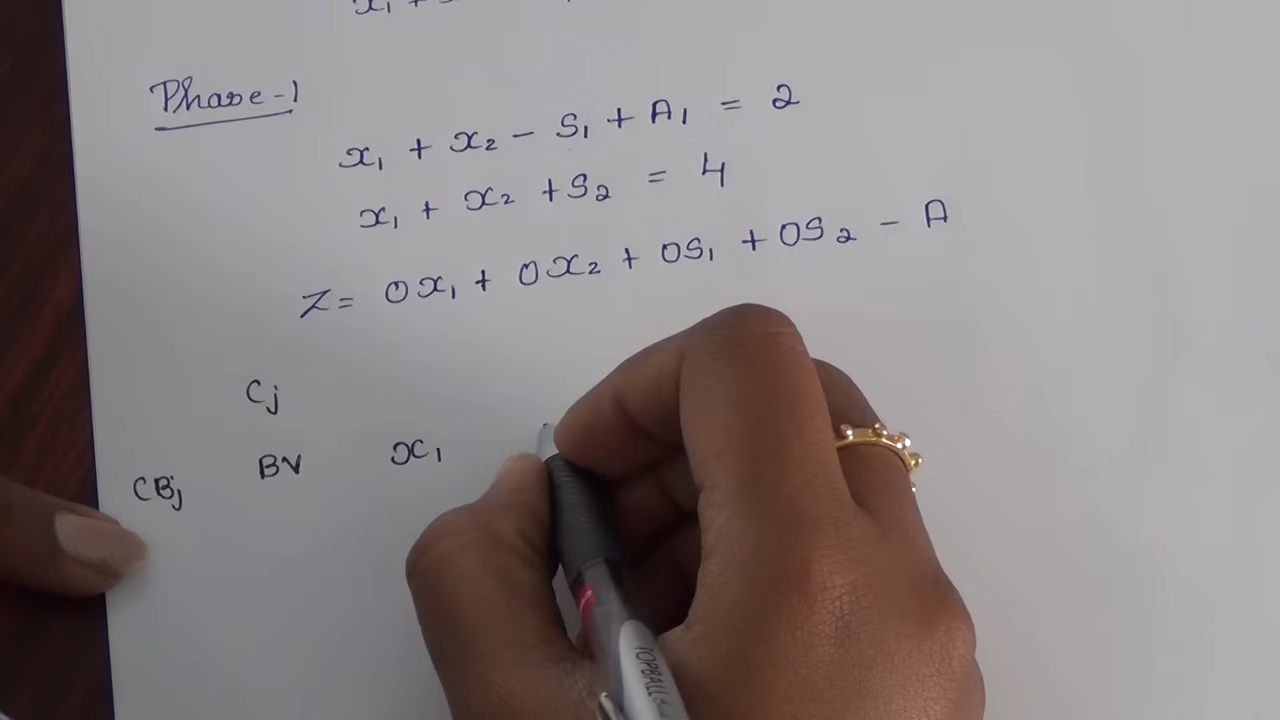 Phase-1
x₁ + x₂ - S₁ + A₁ = 2
x₁ + x₂ + S₂ = 4
Z = 0x₁ + 0x₂ + 0S₁ + 0S₂ - A
Cj
CBj BV x₁
TOPBALL